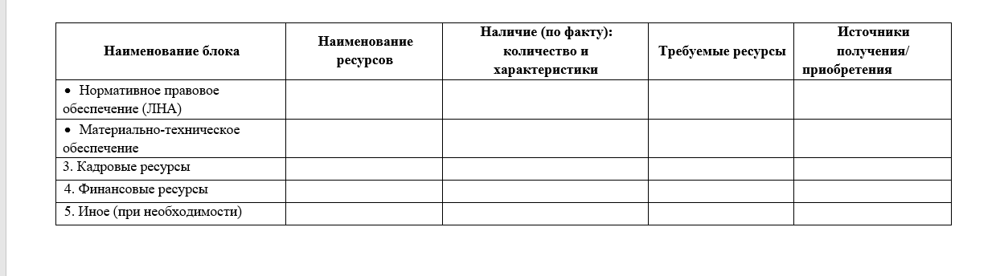 Наименование блока
Наименование
ресурсов
Наличие (по факту):
количество и
характеристики
Требуемые ресурсы
Источники
получения/
приобретения
• Нормативное правовое
обеспечение (ЛНА)
• Материально-техническое
обеспечение
3. Кадровые ресурсы
4. Финансовые ресурсы
5. Иное (при необходимости)